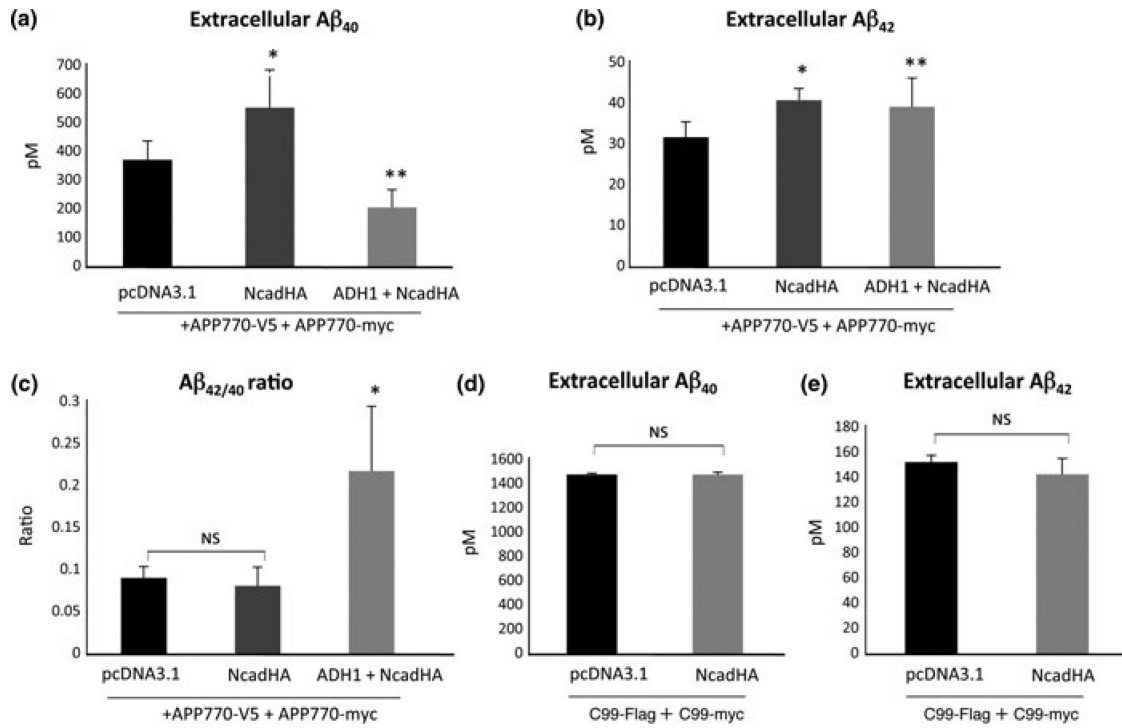 (a) Extracellular Aβ40
700
600
500
400
300
200
100
0
pM
*
**
pcDNA3.1 NcadHA ADH1 + NcadHA
+APP770-V5 + APP770-myc
(b) Extracellular Aβ42
50
40
30
20
10
0
pM
*
**
pcDNA3.1 NcadHA ADH1 + NcadHA
+APP770-V5 + APP770-myc
(c) Aβ42/40 ratio
0.3
0.25
0.2
0.15
0.1
0.05
0
Ratio
NS
*
pcDNA3.1 NcadHA ADH1 + NcadHA
+APP770-V5 + APP770-myc
(d) Extracellular Aβ40
1600
1400
1200
1000
800
600
400
200
0
pM
NS
pcDNA3.1 NcadHA
C99-Flag + C99-myc
(e) Extracellular Aβ42
180
160
140
120
100
80
60
40
20
0
pM
NS
pcDNA3.1 NcadHA
C99-Flag + C99-myc